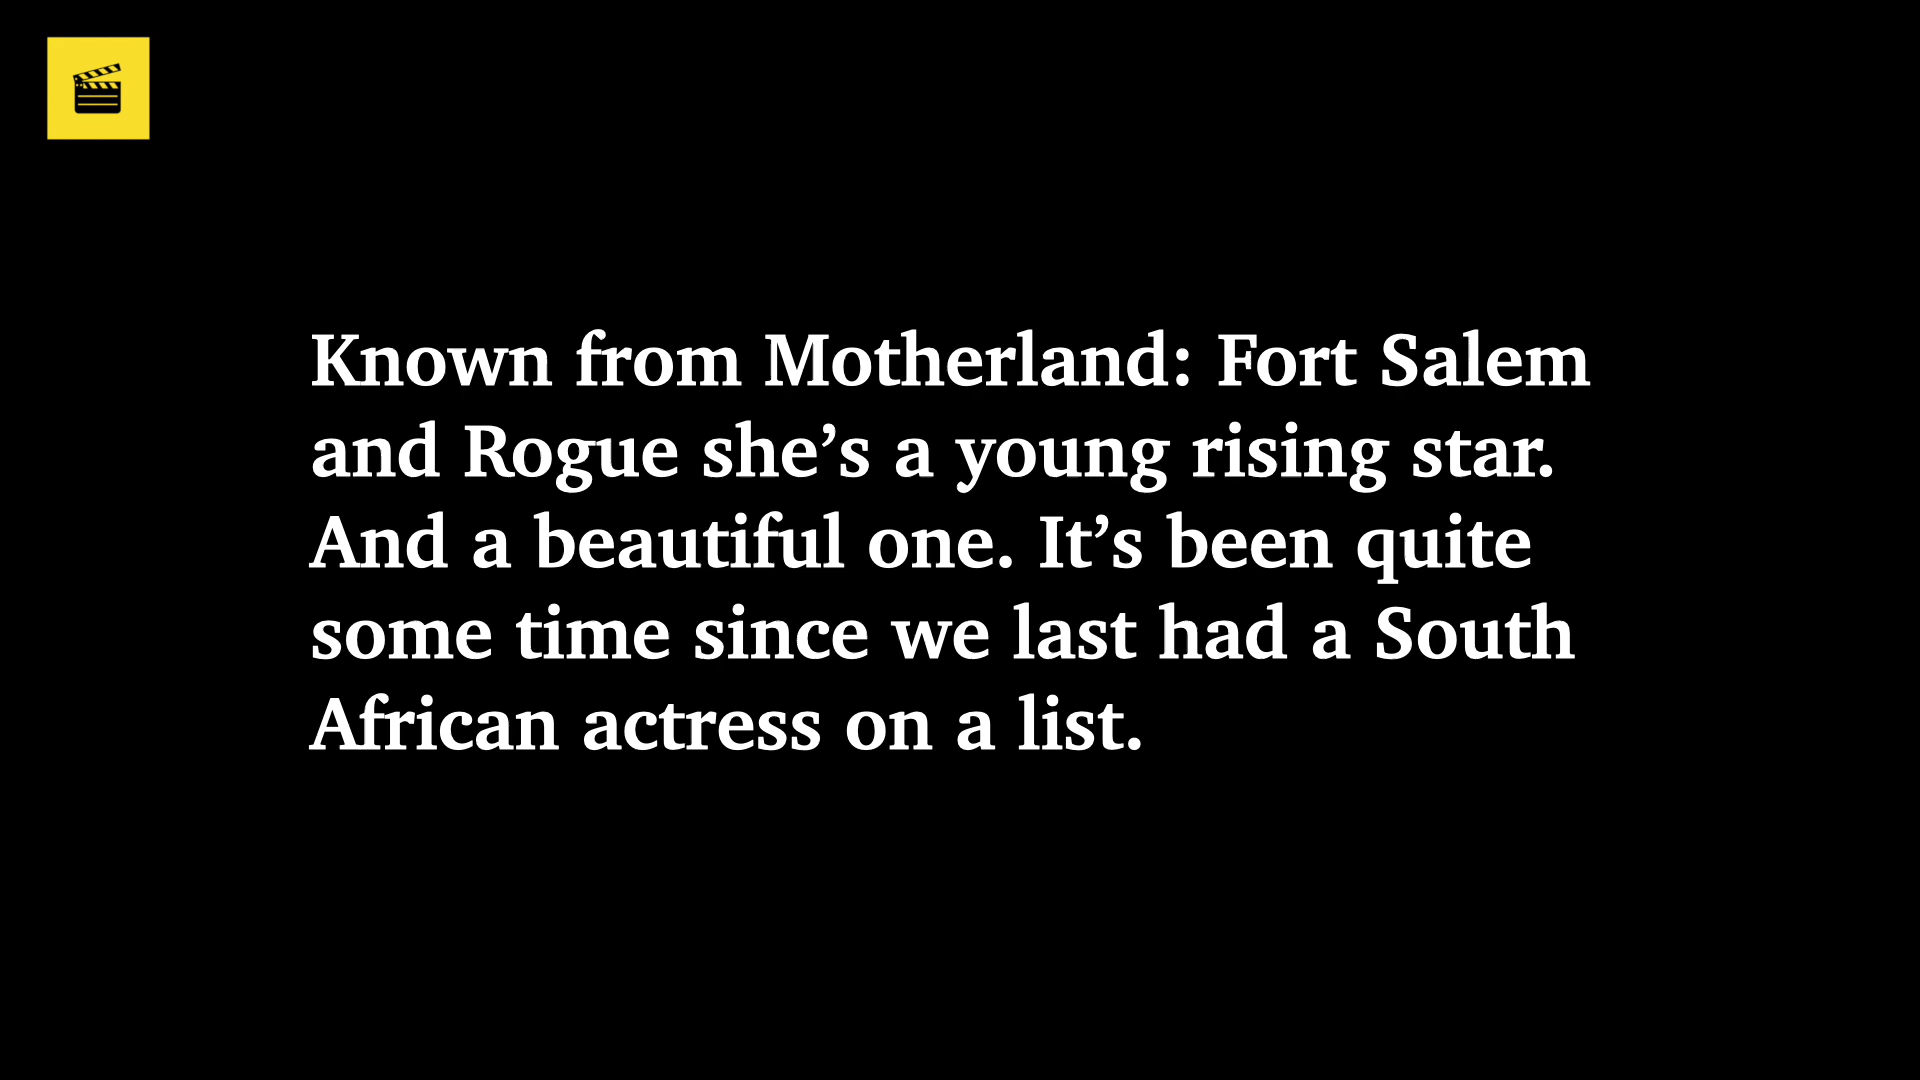 Known from Motherland: Fort Salem
and Rogue she’s a young rising star.
And a beautiful one. It’s been quite
some time since we last had a South
African actress on a list.